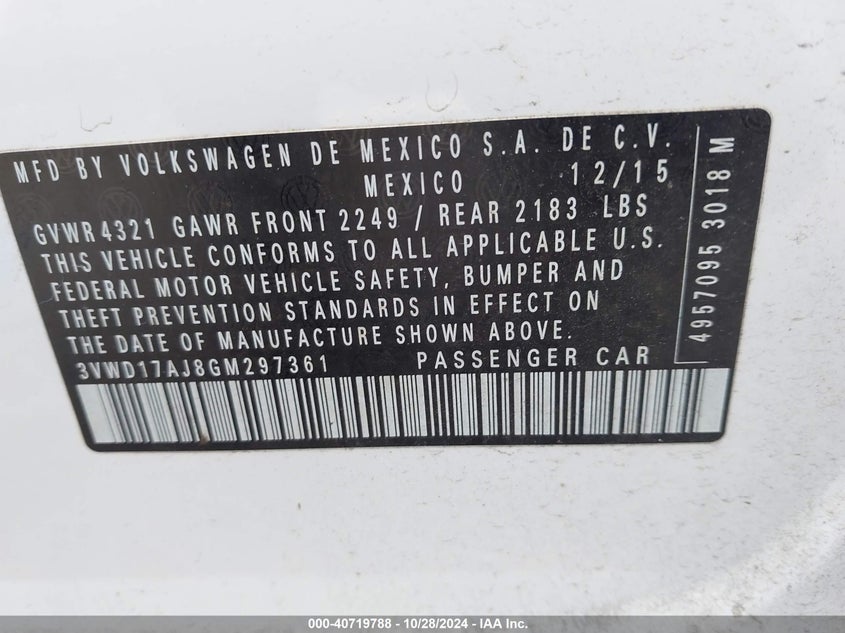 MFD BY VOLKSWAGEN DE MEXICO S.A. DE C.V.
MEXICO 12/15
GVWR4321 GAWR FRONT 2249 / REAR 2183 LBS
THIS VEHICLE CONFORMS TO ALL APPLICABLE U.S.
FEDERAL MOTOR VEHICLE SAFETY, BUMPER AND
THEFT PREVENTION STANDARDS IN EFFECT ON
THE DATE OF MANUFACTURE SHOWN ABOVE.
3VWD17AJ8GM297361 PASSENGER CAR
4957095 3018 M
000-40719788 - 10/28/2024 - IAA Inc.